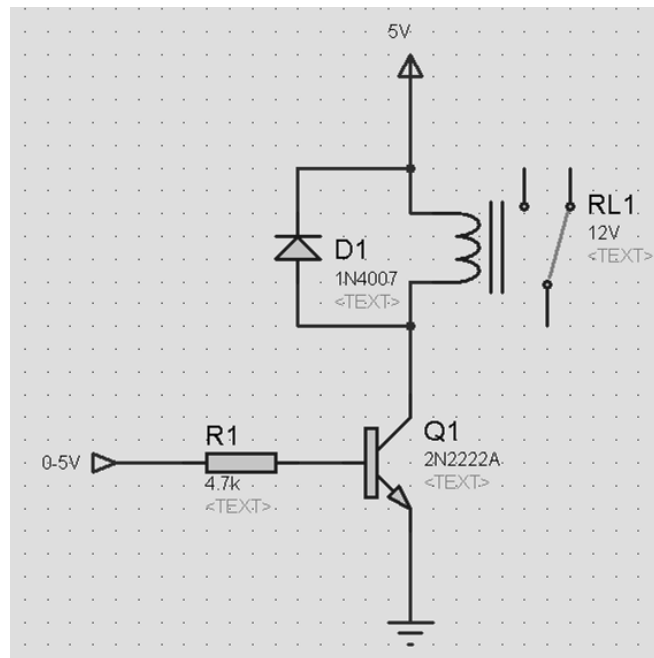 5V
RL1
12V
<TEXT>
D1
1N4007
<TEXT>
Q1
2N2222A
<TEXT>
0-5V
R1
4.7k
<TEXT>